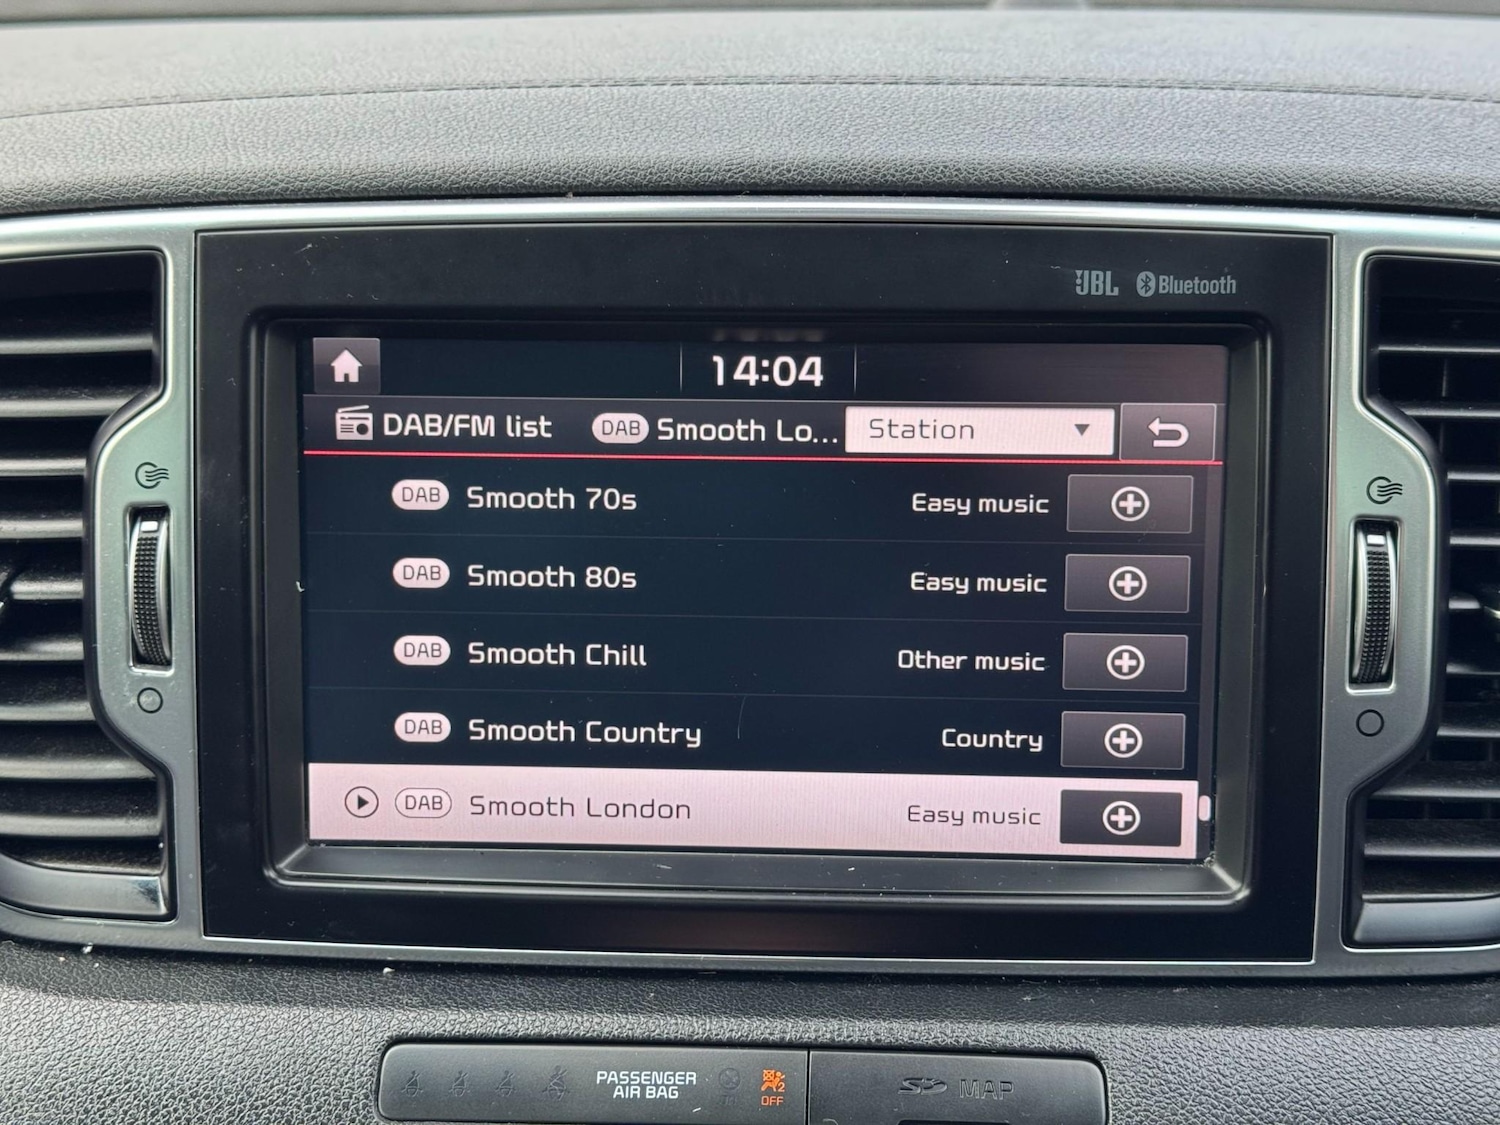 JBL Bluetooth
14:04
DAB/FM list DAB Smooth Lo... Station
DAB Smooth 70s Easy music
DAB Smooth 80s Easy music
DAB Smooth Chill Other music
DAB Smooth Country Country
DAB Smooth London Easy music
PASSENGER
AIR BAG
2
OFF
SD MAP